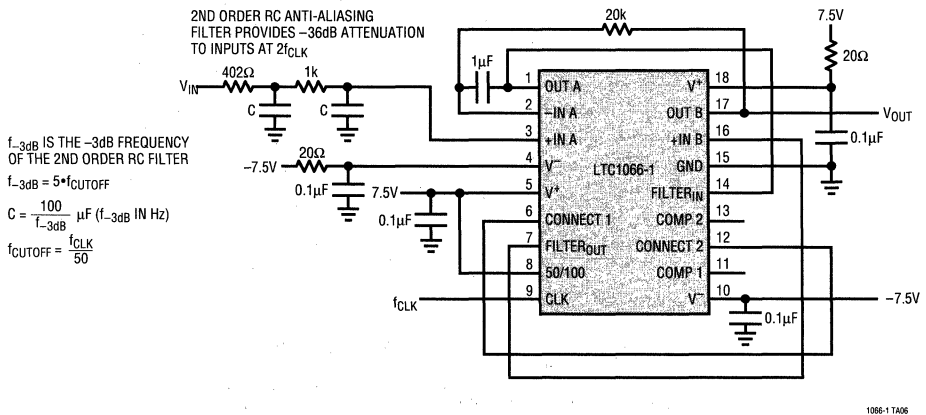 2ND ORDER RC ANTI-ALIASING
FILTER PROVIDES –36dB ATTENUATION
TO INPUTS AT 2fCLK
20k
7.5V
20Ω
1µF
VIN
402Ω
1k
C
C
1
OUT A
2
–IN A
3
+IN A
4
V–
5
V+
6
CONNECT 1
7
FILTEROUT
8
50/100
9
CLK
LTC1066-1
V+
18
OUT B
17
+IN B
16
GND
15
FILTERIN
14
COMP 2
13
CONNECT 2
12
COMP 1
11
V–
10
VOUT
0.1µF
–7.5V
20Ω
0.1µF
7.5V
0.1µF
fCLK
–7.5V
0.1µF
f–3dB IS THE –3dB FREQUENCY
OF THE 2ND ORDER RC FILTER
f–3dB = 5•fCUTOFF
C = 100/f–3dB µF (f–3dB IN Hz)
fCUTOFF = fCLK/50
1066-1 TA06